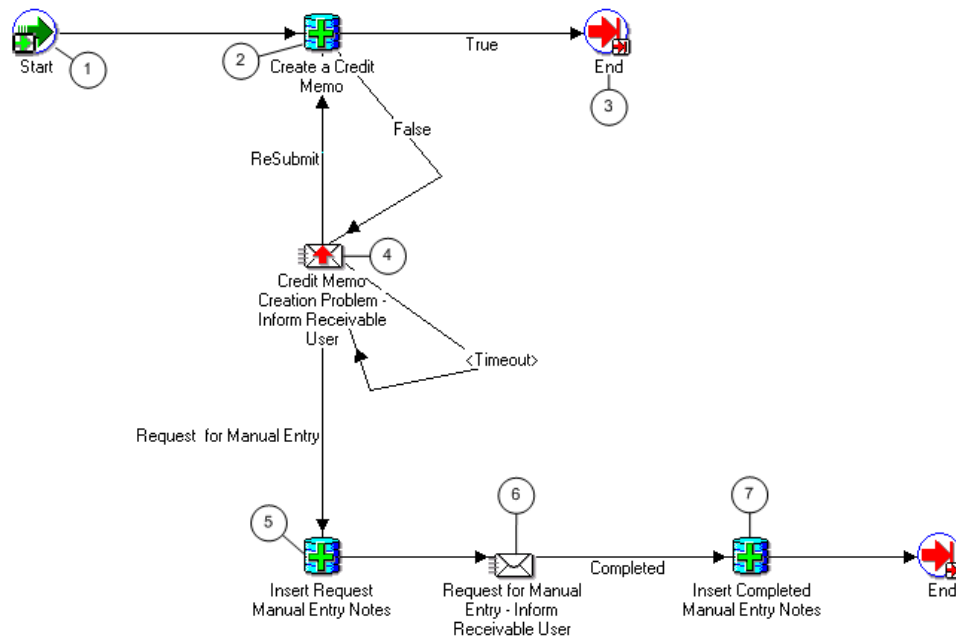 Start
1
2
Create a Credit
Memo
True
End
3
False
ReSubmit
4
Credit Memo
Creation Problem -
Inform Receivable
User
<Timeout>
Request for Manual Entry
5
6
7
Insert Request
Manual Entry Notes
Request for Manual
Entry - Inform
Receivable User
Completed
Insert Completed
Manual Entry Notes
End